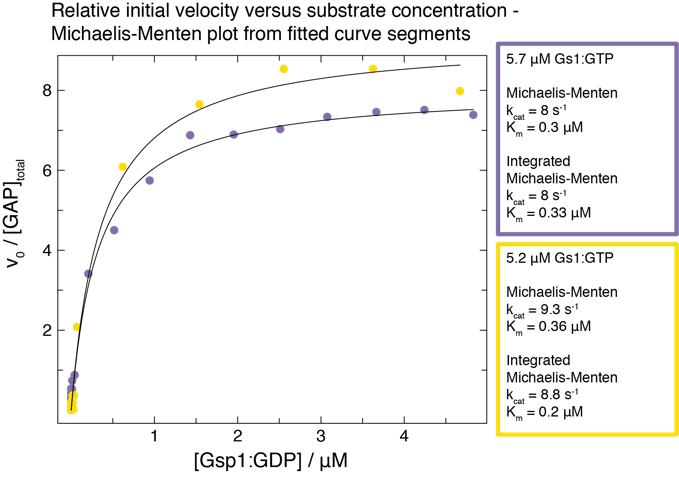 Relative initial velocity versus substrate concentration -
Michaelis-Menten plot from fitted curve segments
8
6
4
2
v₀ / [GAP]total
1
2
3
4
[Gsp1:GDP] / μM
5.7 μM Gs1:GTP
Michaelis-Menten
kcat = 8 s⁻¹
Km = 0.3 μM
Integrated
Michaelis-Menten
kcat = 8 s⁻¹
Km = 0.33 μM
5.2 μM Gs1:GTP
Michaelis-Menten
kcat = 9.3 s⁻¹
Km = 0.36 μM
Integrated
Michaelis-Menten
kcat = 8.8 s⁻¹
Km = 0.2 μM